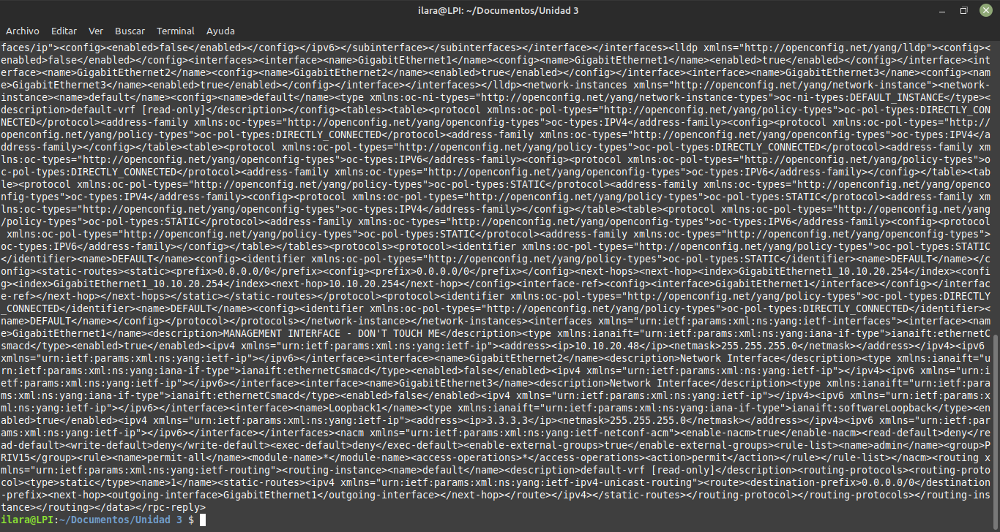 ilara@LPI: ~/Documentos/Unidad 3
Archivo Editar Ver Buscar Terminal Ayuda
faces/ip"><config><enabled>false</enabled></config></ipv6></subinterface></subinterfaces></interface></interfaces><lldp xmlns="http://openconfig.net/yang/lldp"><config><
enabled>false</enabled></config><interfaces><interface><name>GigabitEthernet1</name><config><name>GigabitEthernet1</name><enabled>true</enabled></config></interface><int
erface><name>GigabitEthernet2</name><config><name>GigabitEthernet2</name><enabled>true</enabled></config></interface><interface><name>GigabitEthernet3</name><config><nam
e>GigabitEthernet3</name><enabled>true</enabled></config></interface></interfaces></lldp><network-instances xmlns="http://openconfig.net/yang/network-instance"><network-
instance><name>default</name><config><name>default</name><type xmlns:oc-ni-types="http://openconfig.net/yang/network-instance-types">oc-ni-types:DEFAULT_INSTANCE</type><
description>default-vrf [read-only]</description></config><tables><table><protocol xmlns:oc-pol-types="http://openconfig.net/yang/policy-types">oc-pol-types:DIRECTLY_CON
NECTED</protocol><address-family xmlns:oc-types="http://openconfig.net/yang/openconfig-types">oc-types:IPV4</address-family><config><protocol xmlns:oc-pol-types="http://
openconfig.net/yang/policy-types">oc-pol-types:DIRECTLY_CONNECTED</protocol><address-family xmlns:oc-types="http://openconfig.net/yang/openconfig-types">oc-types:IPV4</a
ddress-family></config></table><table><protocol xmlns:oc-pol-types="http://openconfig.net/yang/policy-types">oc-pol-types:DIRECTLY_CONNECTED</protocol><address-family xm
lns:oc-types="http://openconfig.net/yang/openconfig-types">oc-types:IPV6</address-family><config><protocol xmlns:oc-pol-types="http://openconfig.net/yang/policy-types">o
c-pol-types:DIRECTLY_CONNECTED</protocol><address-family xmlns:oc-types="http://openconfig.net/yang/openconfig-types">oc-types:IPV6</address-family></config></table><tab
le><protocol xmlns:oc-pol-types="http://openconfig.net/yang/policy-types">oc-pol-types:STATIC</protocol><address-family xmlns:oc-types="http://openconfig.net/yang/openco
nfig-types">oc-types:IPV4</address-family><config><protocol xmlns:oc-pol-types="http://openconfig.net/yang/policy-types">oc-pol-types:STATIC</protocol><address-family xm
lns:oc-types="http://openconfig.net/yang/openconfig-types">oc-types:IPV4</address-family></config></table><table><protocol xmlns:oc-pol-types="http://openconfig.net/yang
/policy-types">oc-pol-types:STATIC</protocol><address-family xmlns:oc-types="http://openconfig.net/yang/openconfig-types">oc-types:IPV6</address-family><config><protocol
 xmlns:oc-pol-types="http://openconfig.net/yang/policy-types">oc-pol-types:STATIC</protocol><address-family xmlns:oc-types="http://openconfig.net/yang/openconfig-types">
oc-types:IPV6</address-family></config></table></tables><protocols><protocol><identifier xmlns:oc-pol-types="http://openconfig.net/yang/policy-types">oc-pol-types:STATIC
</identifier><name>DEFAULT</name><config><identifier xmlns:oc-pol-types="http://openconfig.net/yang/policy-types">oc-pol-types:STATIC</identifier><name>DEFAULT</name></c
onfig><static-routes><static><prefix>0.0.0.0/0</prefix><config><prefix>0.0.0.0/0</prefix></config><next-hops><next-hop><index>GigabitEthernet1_10.10.20.254</index><confi
g><index>GigabitEthernet1_10.10.20.254</index><next-hop>10.10.20.254</next-hop></config><interface-ref><config><interface>GigabitEthernet1</interface></config></interfac
e-ref></next-hop></next-hops></static></static-routes></protocol><protocol><identifier xmlns:oc-pol-types="http://openconfig.net/yang/policy-types">oc-pol-types:DIRECTLY
_CONNECTED</identifier><name>DEFAULT</name><config><identifier xmlns:oc-pol-types="http://openconfig.net/yang/policy-types">oc-pol-types:DIRECTLY_CONNECTED</identifier><
name>DEFAULT</name></config></protocol></protocols></network-instance></network-instances><interfaces xmlns="urn:ietf:params:xml:ns:yang:ietf-interfaces"><interface><nam
e>GigabitEthernet1</name><description>MANAGEMENT INTERFACE - DON'T TOUCH ME</description><type xmlns:ianaift="urn:ietf:params:xml:ns:yang:iana-if-type">ianaift:ethernetC
smacd</type><enabled>true</enabled><ipv4 xmlns="urn:ietf:params:xml:ns:yang:ietf-ip"><address><ip>10.10.20.48</ip><netmask>255.255.255.0</netmask></address></ipv4><ipv6
xmlns="urn:ietf:params:xml:ns:yang:ietf-ip"></ipv6></interface><interface><name>GigabitEthernet2</name><description>Network Interface</description><type xmlns:ianaift="u
rn:ietf:params:xml:ns:yang:iana-if-type">ianaift:ethernetCsmacd</type><enabled>false</enabled><ipv4 xmlns="urn:ietf:params:xml:ns:yang:ietf-ip"></ipv4><ipv6 xmlns="urn:i
etf:params:xml:ns:yang:ietf-ip"></ipv6></interface><interface><name>GigabitEthernet3</name><description>Network Interface</description><type xmlns:ianaift="urn:ietf:para
ms:xml:ns:yang:iana-if-type">ianaift:ethernetCsmacd</type><enabled>false</enabled><ipv4 xmlns="urn:ietf:params:xml:ns:yang:ietf-ip"></ipv4><ipv6 xmlns="urn:ietf:params:x
ml:ns:yang:ietf-ip"></ipv6></interface><interface><name>Loopback1</name><type xmlns:ianaift="urn:ietf:params:xml:ns:yang:iana-if-type">ianaift:softwareLoopback</type><en
abled>true</enabled><ipv4 xmlns="urn:ietf:params:xml:ns:yang:ietf-ip"><address><ip>3.3.3.3</ip><netmask>255.255.255.0</netmask></address></ipv4><ipv6 xmlns="urn:ietf:par
ams:xml:ns:yang:ietf-ip"></ipv6></interface></interfaces><nacm xmlns="urn:ietf:params:xml:ns:yang:ietf-netconf-acm"><enable-nacm>true</enable-nacm><read-default>deny</re
ad-default><write-default>deny</write-default><exec-default>deny</exec-default><enable-external-groups>true</enable-external-groups><rule-list><name>admin</name><group>P
RIV15</group><rule><name>permit-all</name><module-name>*</module-name><access-operations>*</access-operations><action>permit</action></rule></rule-list></nacm><routing x
mlns="urn:ietf:params:xml:ns:yang:ietf-routing"><routing-instance><name>default</name><description>default-vrf [read-only]</description><routing-protocols><routing-proto
col><type>static</type><name>1</name><static-routes><ipv4 xmlns="urn:ietf:params:xml:ns:yang:ietf-ipv4-unicast-routing"><route><destination-prefix>0.0.0.0/0</destination
-prefix><next-hop><outgoing-interface>GigabitEthernet1</outgoing-interface></next-hop></route></ipv4></static-routes></routing-protocol></routing-protocols></routing-ins
tance></routing></data></rpc-reply>
ilara@LPI:~/Documentos/Unidad 3 $